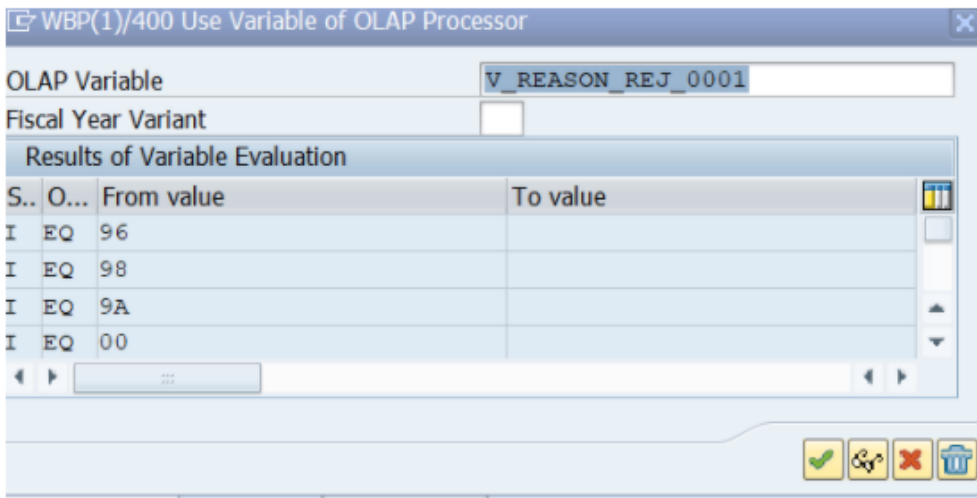 WBP(1)/400 Use Variable of OLAP Processor
OLAP Variable V_REASON_REJ_0001
Fiscal Year Variant
Results of Variable Evaluation
S.. O... From value To value
I EQ 96
I EQ 98
I EQ 9A
I EQ 00